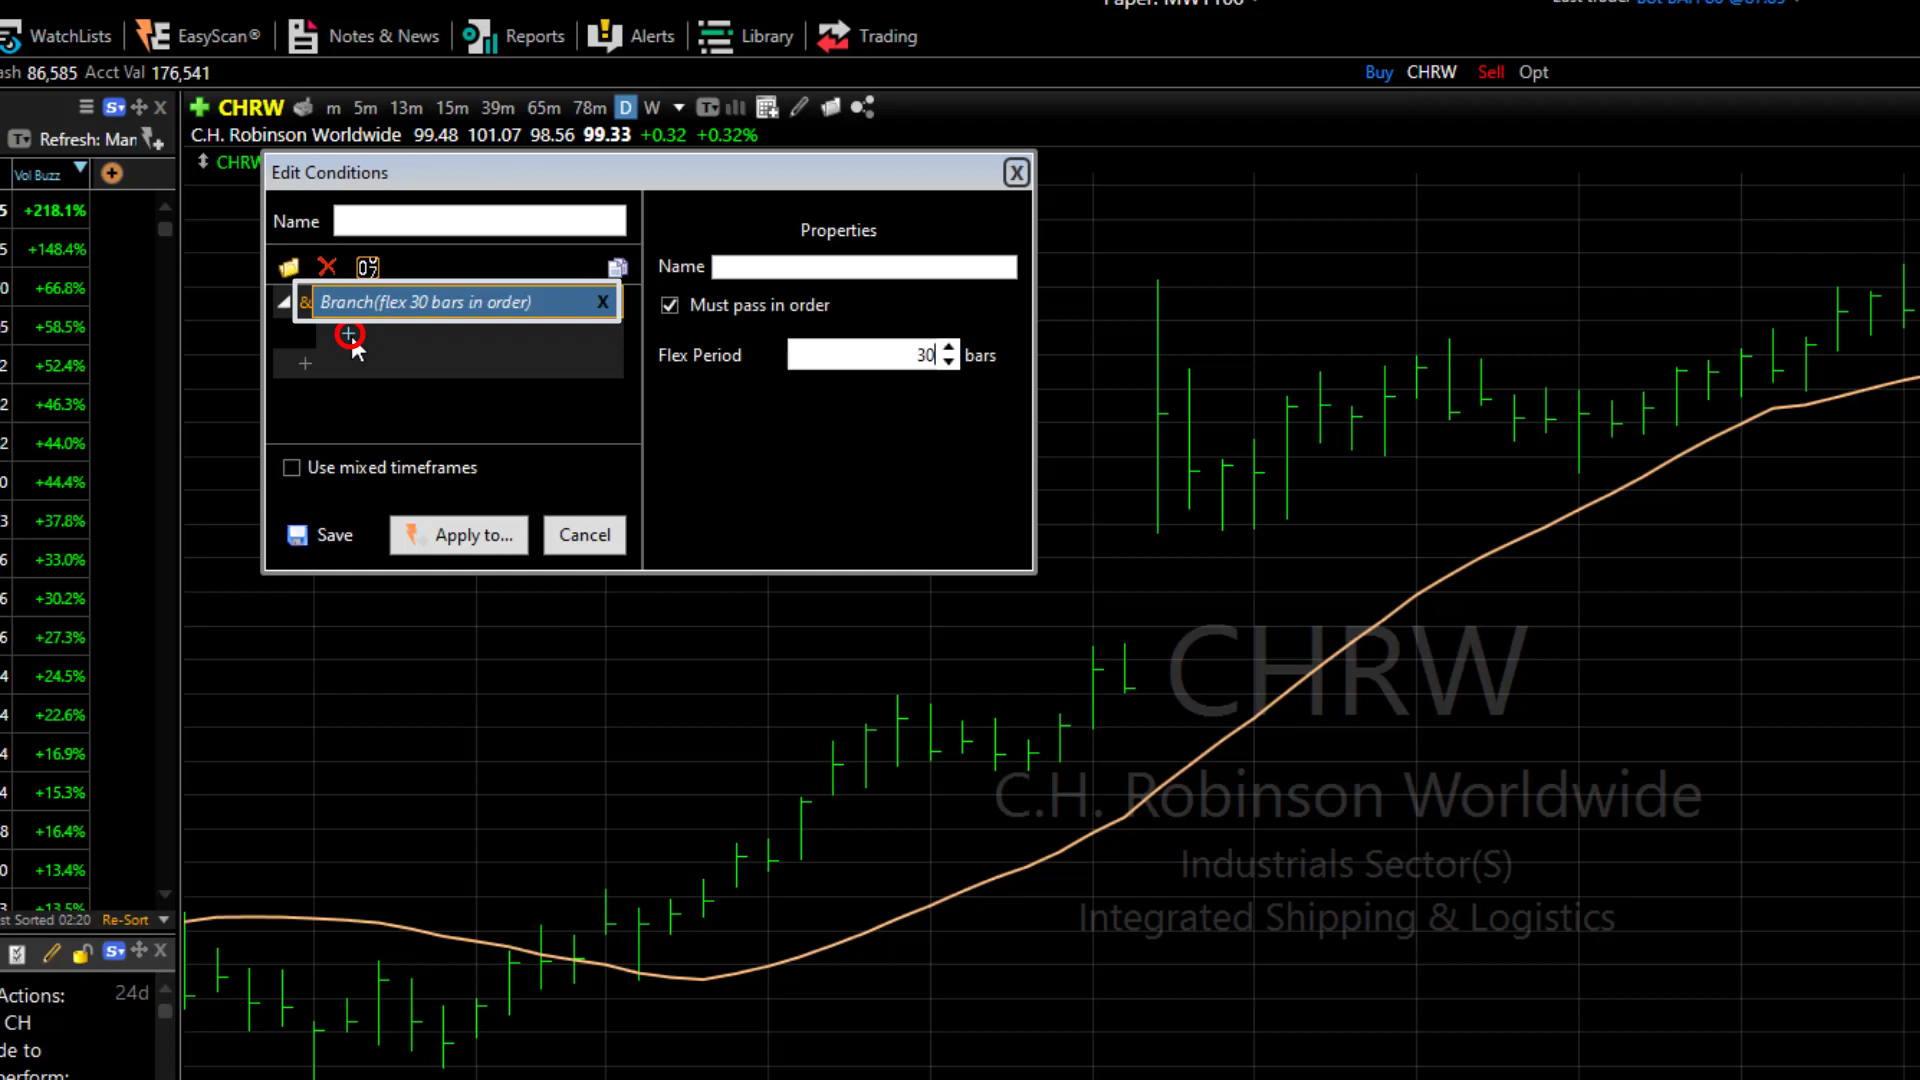 WatchLists EasyScan® Notes & News Reports Alerts Library Trading
86,585 Acct Val 176,541
Buy CHRW Sell Opt
CHRW m 5m 13m 15m 39m 65m 78m D W
Refresh: Man
C.H. Robinson Worldwide 99.48 101.07 98.56 99.33 +0.32 +0.32%
Vol Buzz
+218.1%
+148.4%
+66.8%
+58.5%
+52.4%
+46.3%
+44.0%
+44.4%
+37.8%
+33.0%
+30.2%
+27.3%
+24.5%
+22.6%
+16.9%
+15.3%
+16.4%
+13.4%
+13.5%
Sorted 02:20 Re-Sort
Actions: 24d
CH
de to
perform:
Edit Conditions X
Name
Branch(flex 30 bars in order) X
Use mixed timeframes
Save Apply to... Cancel
Properties
Name
Must pass in order
Flex Period 30 bars
CHRW
C.H. Robinson Worldwide
Industrials Sector(S)
Integrated Shipping & Logistics